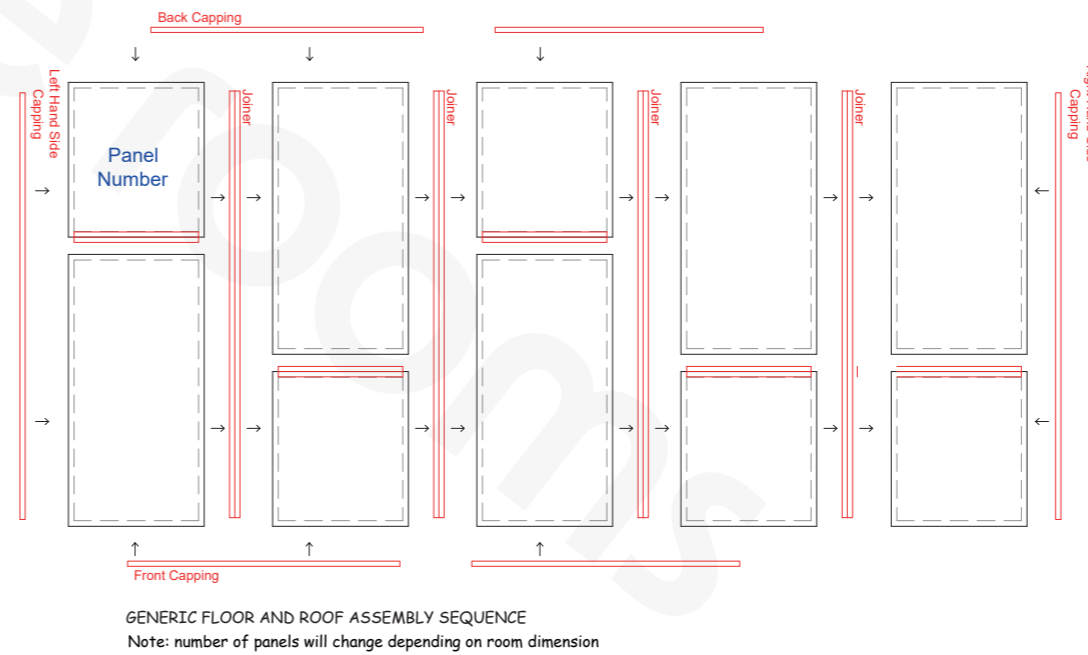 Back Capping
Left Hand Side
Capping
Panel
Number
Joiner
Joiner
Joiner
Joiner
Capping
Front Capping
GENERIC FLOOR AND ROOF ASSEMBLY SEQUENCE
Note: number of panels will change depending on room dimension
rooms